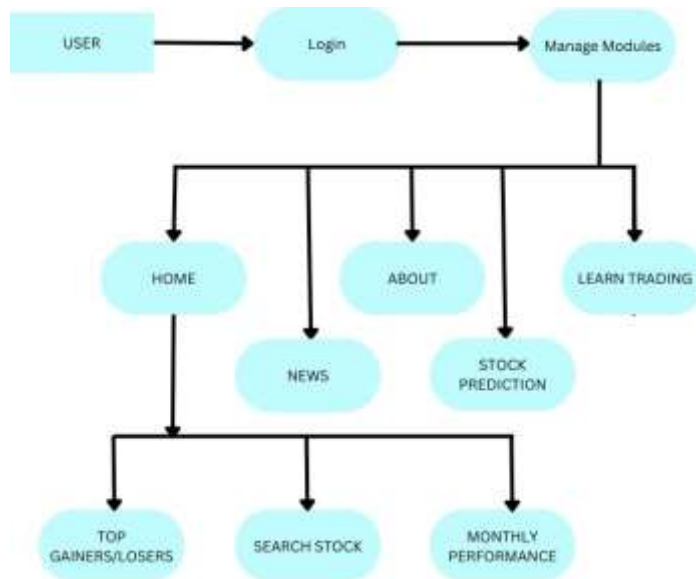 USER
Login
Manage Modules
HOME
ABOUT
LEARN TRADING
NEWS
STOCK
PREDICTION
TOP
GAINERS/LOSERS
SEARCH STOCK
MONTHLY
PERFORMANCE